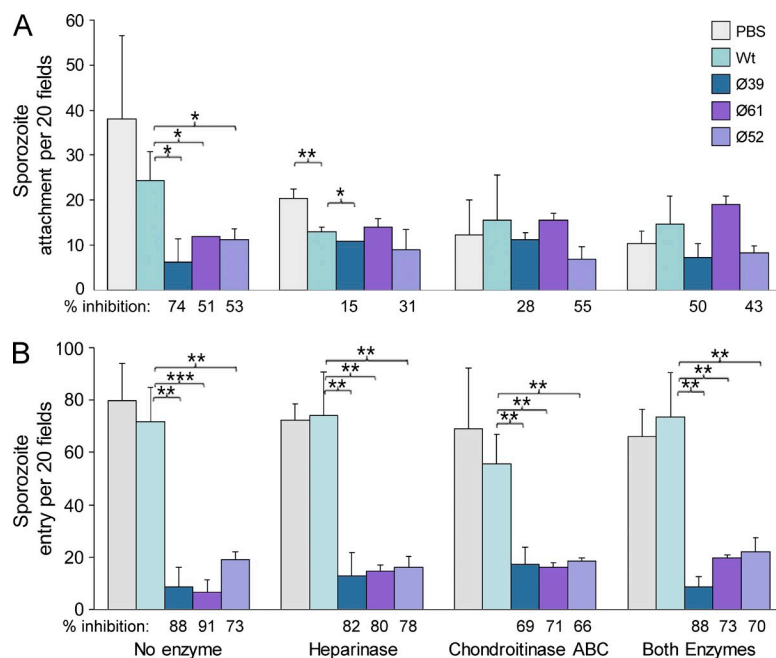 A
Sporozoite
attachment per 20 fields
60
50
40
30
20
10
0
PBS
Wt
Ø39
Ø61
Ø52
*
*
*
**
*
% inhibition: 74 51 53 15 31 28 55 50 43
B
Sporozoite
entry per 20 fields
100
80
60
40
20
0
**
***
**
**
**
**
**
**
**
**
**
**
% inhibition: 88 91 73 82 80 78 69 71 66 88 73 70
No enzyme Heparinase Chondroitinase ABC Both Enzymes